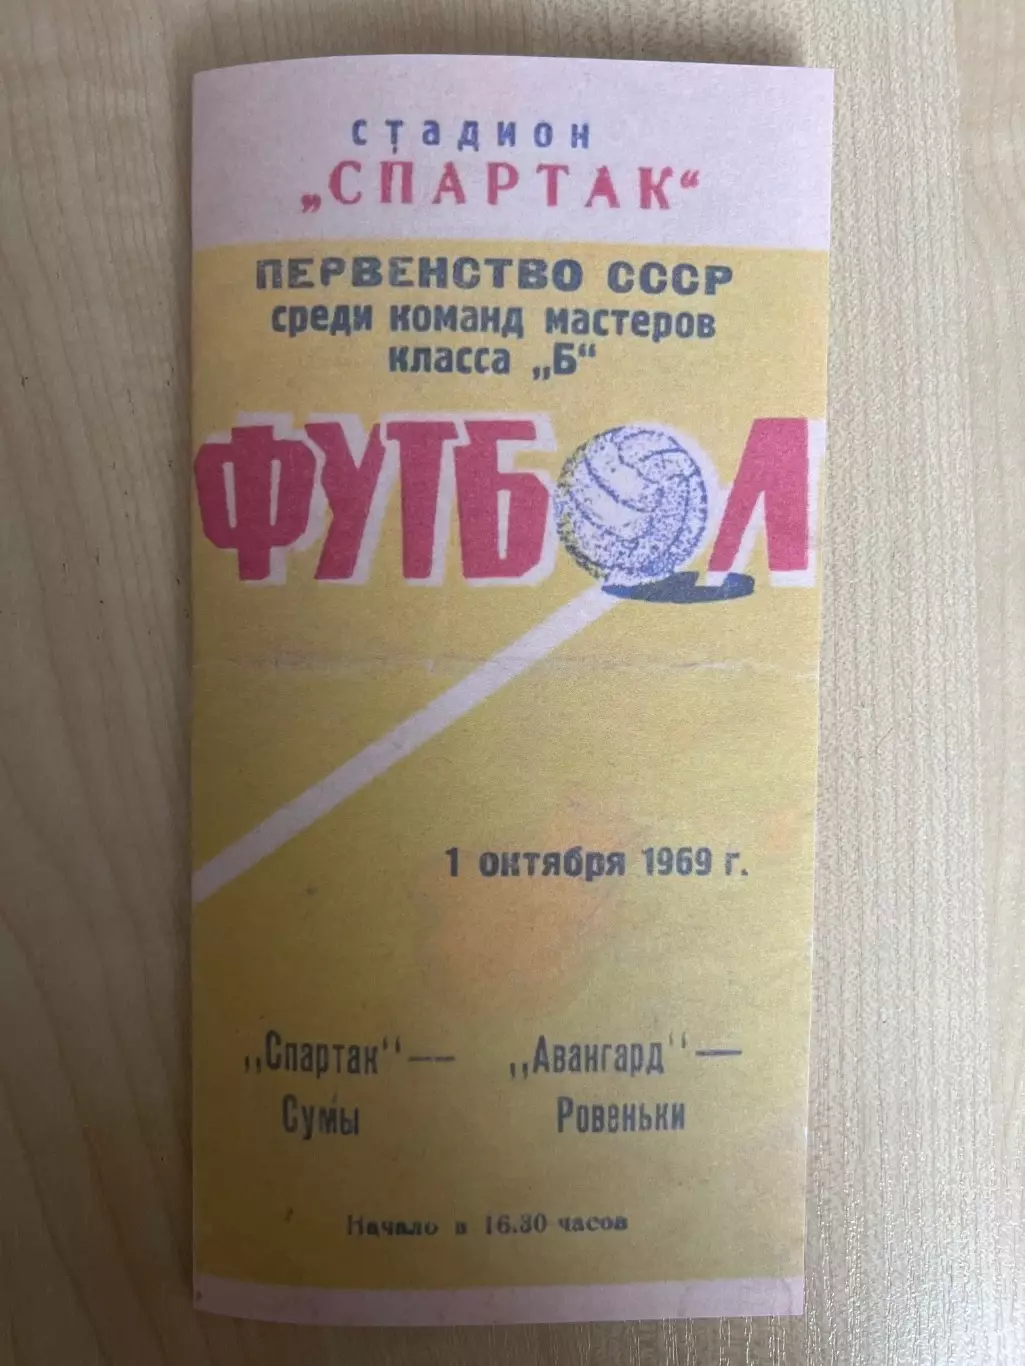 стадион
„СПАРТАК“
ПЕРВЕНСТВО СССР
среди команд мастеров
класса „Б“
ФУТБОЛ
1 октября 1969 г.
„Спартак“— „Авангард“—
Сумы Ровеньки
Начало в 16.30 часов